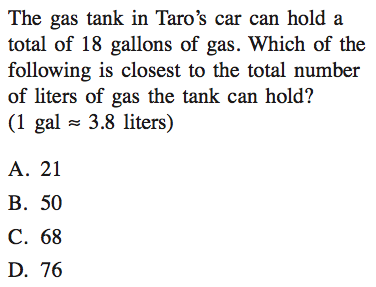 The gas tank in Taro’s car can hold a
total of 18 gallons of gas. Which of the
following is closest to the total number
of liters of gas the tank can hold?
(1 gal ≈ 3.8 liters)
A. 21
B. 50
C. 68
D. 76